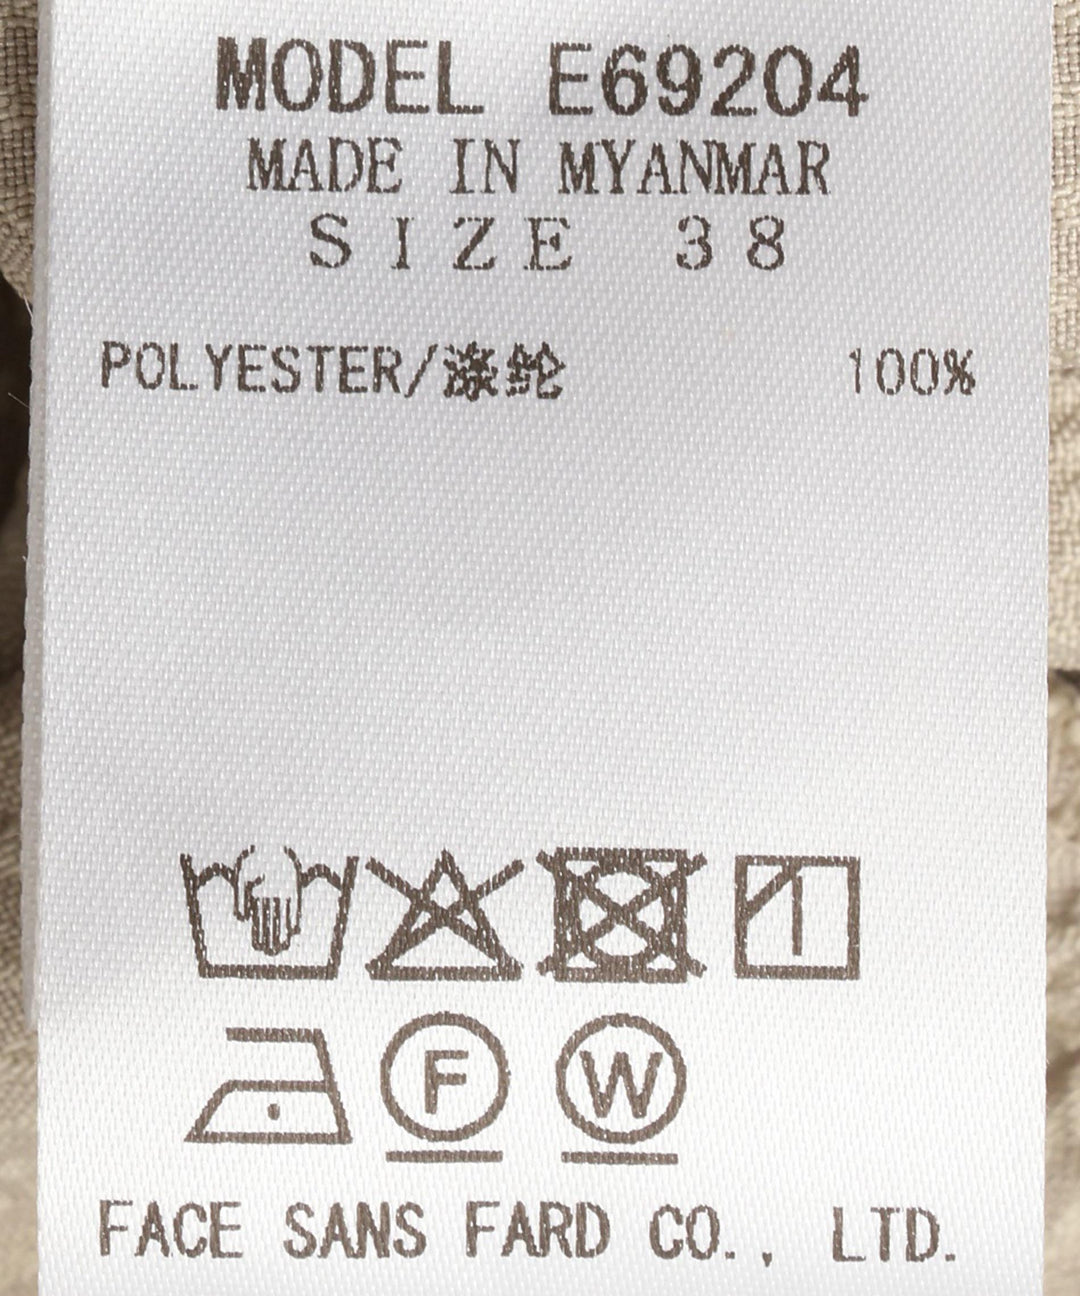 MODEL E69204
MADE IN MYANMAR
SIZE 38
POLYESTER/涤纶 100%
F W
FACE SANS FARD CO., LTD.